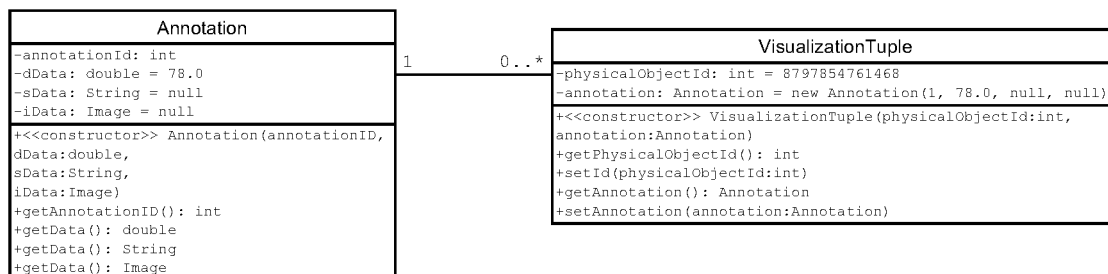 Annotation
-annotationId: int
-dData: double = 78.0
-sData: String = null
-iData: Image = null
+<<constructor>> Annotation(annotationID,
dData:double,
sData:String,
iData:Image)
+getAnnotationID(): int
+getData(): double
+getData(): String
+getData(): Image
1
0..*
VisualizationTuple
-physicalObjectId: int = 8797854761468
-annotation: Annotation = new Annotation(1, 78.0, null, null)
+<<constructor>> VisualizationTuple(physicalObjectId:int,
annotation:Annotation)
+getPhysicalObjectId(): int
+setId(physicalObjectId:int)
+getAnnotation(): Annotation
+setAnnotation(annotation:Annotation)